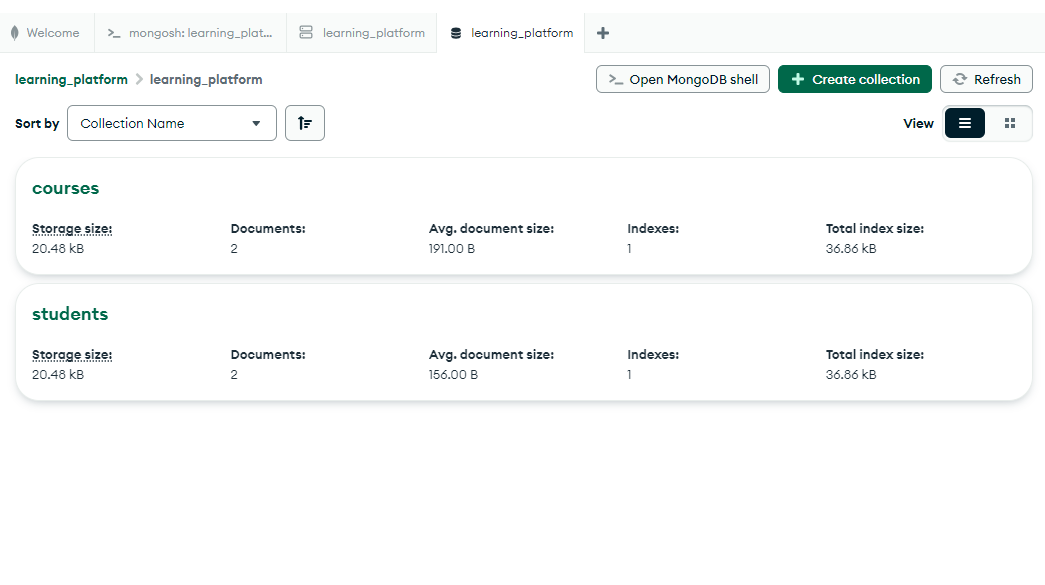 Welcome
mongosh: learning_plat...
learning_platform
learning_platform
learning_platform
learning_platform
Open MongoDB shell
Create collection
Refresh
Sort by
Collection Name
View
courses
Storage size: Documents: Avg. document size: Indexes: Total index size:
20.48 kB 2 191.00 B 1 36.86 kB
students
Storage size: Documents: Avg. document size: Indexes: Total index size:
20.48 kB 2 156.00 B 1 36.86 kB